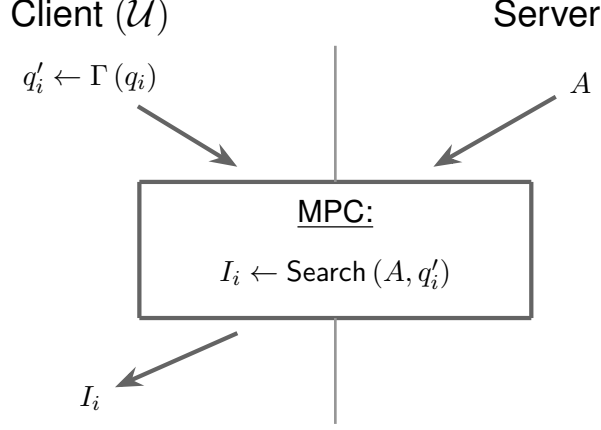 Client (𝒰) Server
q′ᵢ ← Γ (qᵢ) A
MPC:
Iᵢ ← Search (A, q′ᵢ)
Iᵢ